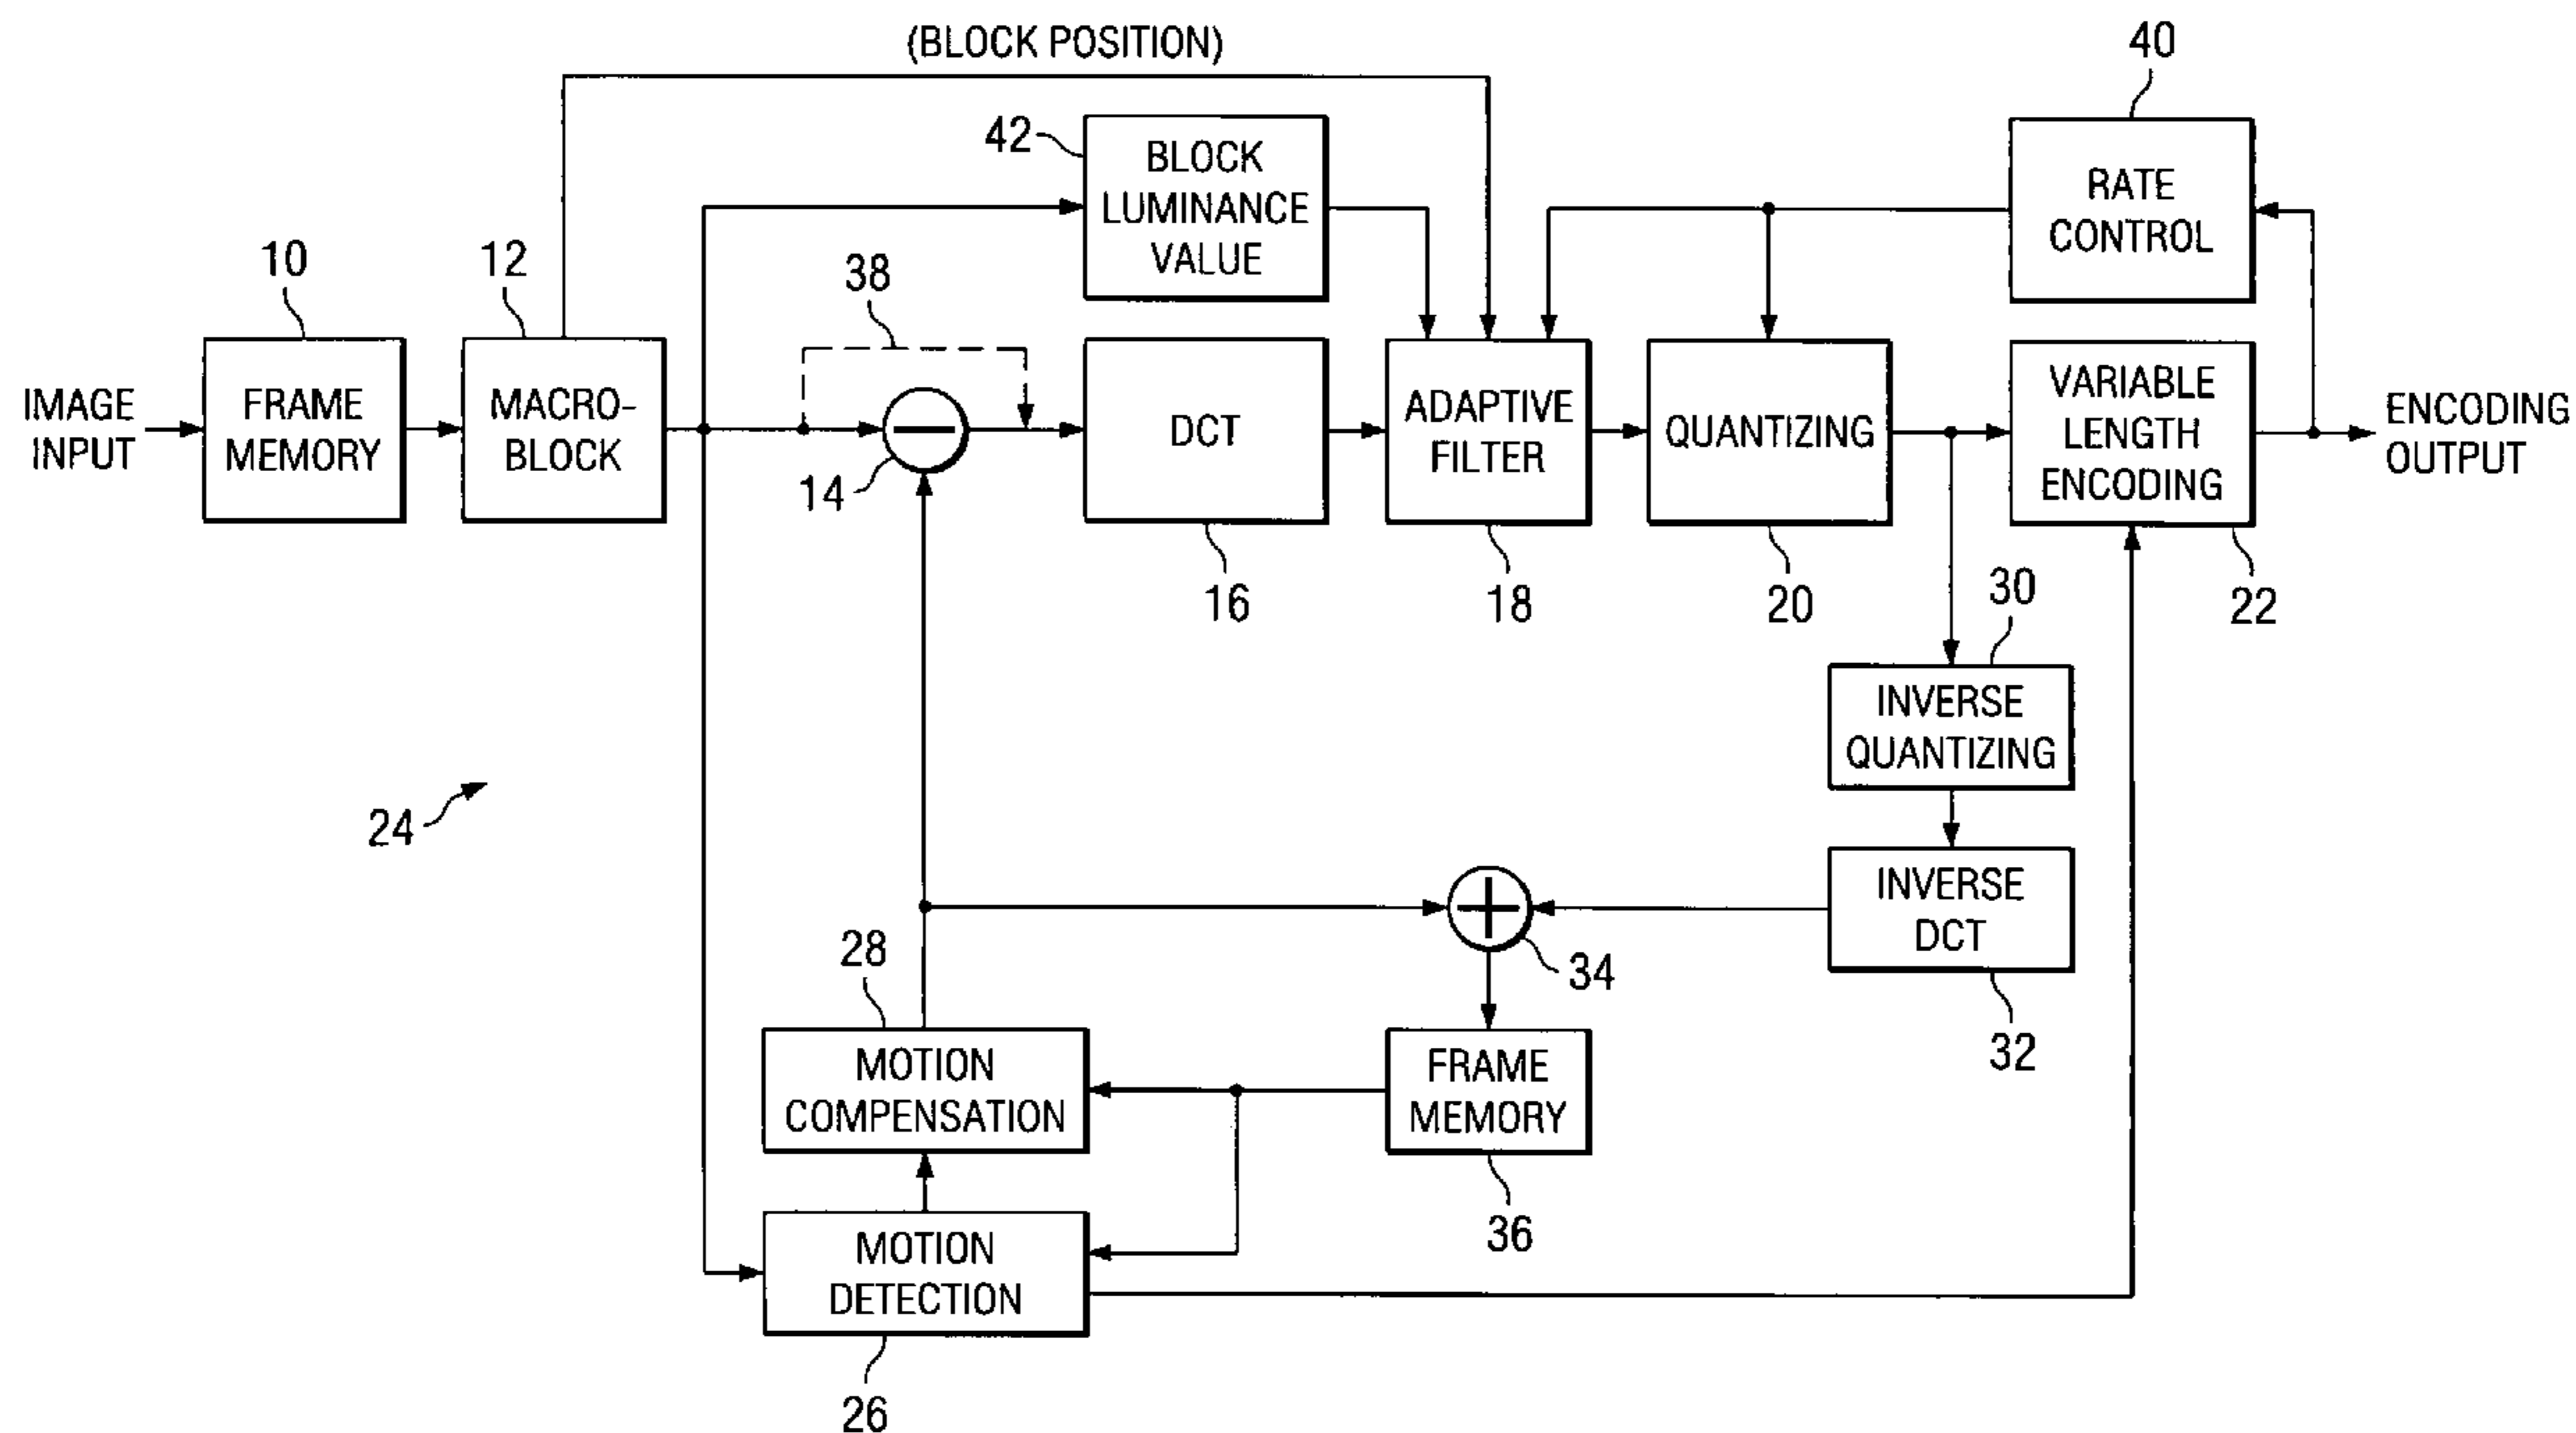 (BLOCK POSITION)
40
42
BLOCK
LUMINANCE
VALUE
RATE
CONTROL
10
12
38
IMAGE
INPUT
FRAME
MEMORY
MACRO-
BLOCK
14
DCT
ADAPTIVE
FILTER
QUANTIZING
VARIABLE
LENGTH
ENCODING
ENCODING
OUTPUT
16
18
20
30
22
INVERSE
QUANTIZING
24
INVERSE
DCT
28
34
32
MOTION
COMPENSATION
FRAME
MEMORY
36
MOTION
DETECTION
26